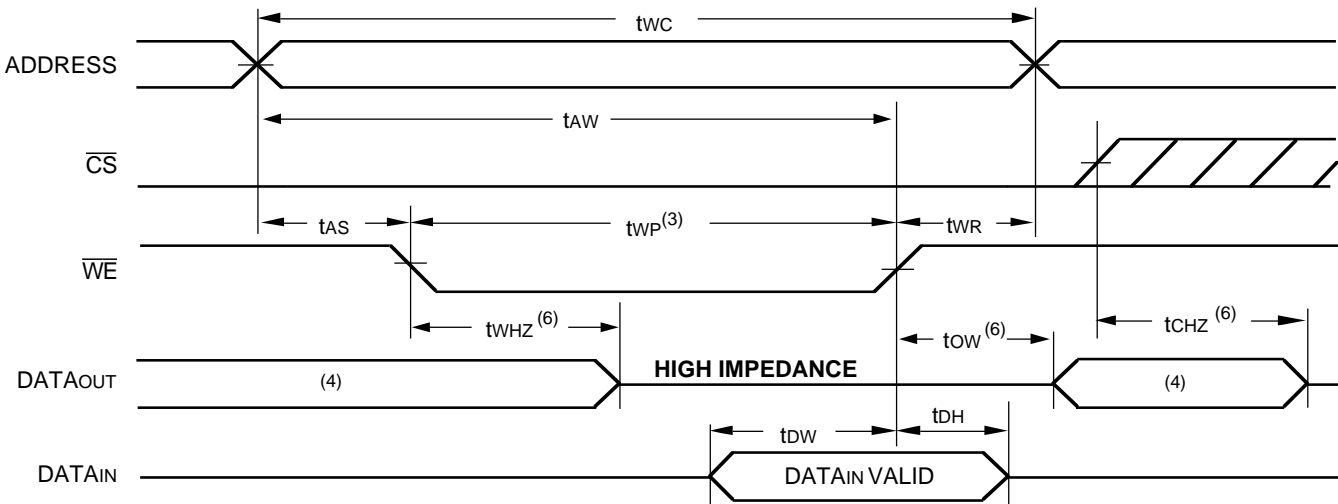 tWC
ADDRESS
tAW
CS
tAS
tWP(3)
tWR
WE
tWHZ (6)
tOW (6)
tCHZ (6)
DATAOUT
(4)
HIGH IMPEDANCE
(4)
tDW
tDH
DATAIN
DATAIN VALID